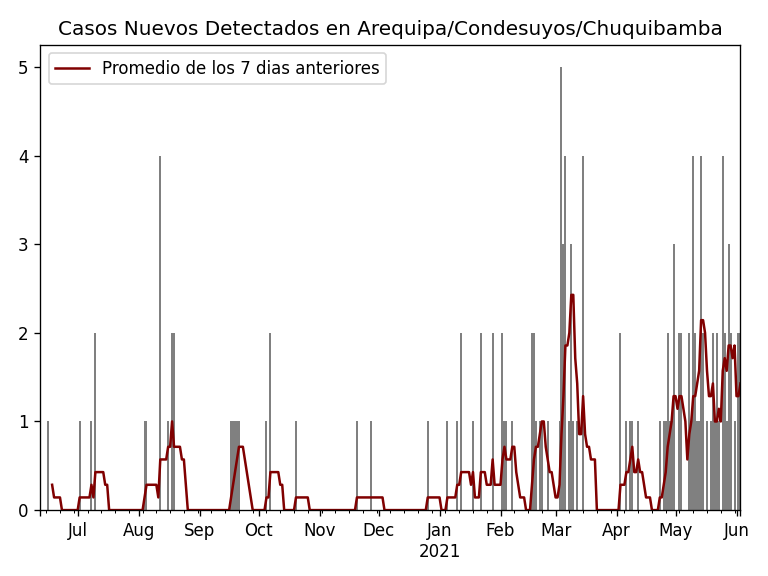 Casos Nuevos Detectados en Arequipa/Condesuyos/Chuquibamba
Promedio de los 7 dias anteriores
5
4
3
2
1
0
Jul Aug Sep Oct Nov Dec Jan Feb Mar Apr May Jun
2021